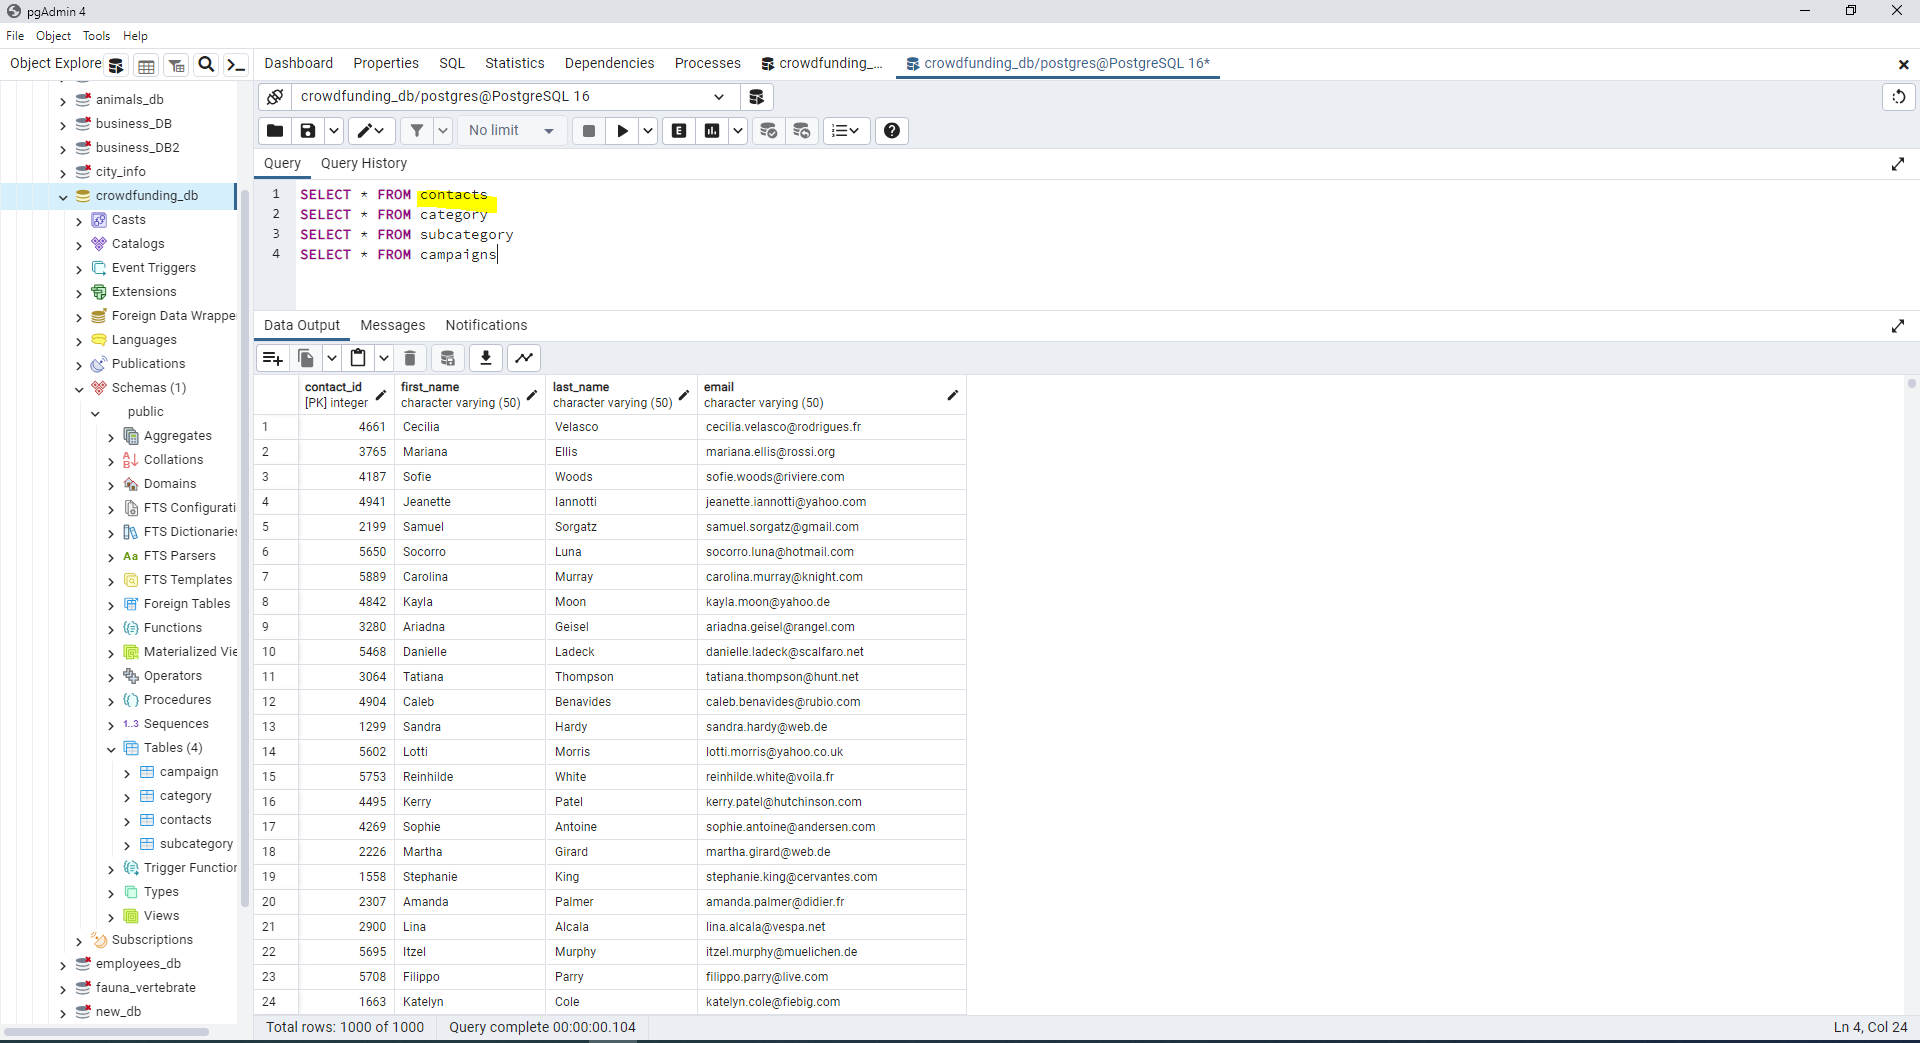 pgAdmin 4
File Object Tools Help
Object Explore
Dashboard Properties SQL Statistics Dependencies Processes crowdfunding_... crowdfunding_db/postgres@PostgreSQL 16*
animals_db
business_DB
business_DB2
city_info
crowdfunding_db
Casts
Catalogs
Event Triggers
Extensions
Foreign Data Wrappe
Languages
Publications
Schemas (1)
public
Aggregates
Collations
Domains
FTS Configurati
FTS Dictionaries
Aa FTS Parsers
FTS Templates
Foreign Tables
Functions
Materialized Vie
Operators
Procedures
1..3 Sequences
Tables (4)
campaign
category
contacts
subcategory
Trigger Function
Types
Views
Subscriptions
employees_db
fauna_vertebrate
new_db
crowdfunding_db/postgres@PostgreSQL 16
No limit E
Query Query History
1 SELECT * FROM contacts
2 SELECT * FROM category
3 SELECT * FROM subcategory
4 SELECT * FROM campaigns
Data Output Messages Notifications
contact_id first_name last_name email
[PK] integer character varying (50) character varying (50) character varying (50)
1 4661 Cecilia Velasco cecilia.velasco@rodrigues.fr
2 3765 Mariana Ellis mariana.ellis@rossi.org
3 4187 Sofie Woods sofie.woods@riviere.com
4 4941 Jeanette Iannotti jeanette.iannotti@yahoo.com
5 2199 Samuel Sorgatz samuel.sorgatz@gmail.com
6 5650 Socorro Luna socorro.luna@hotmail.com
7 5889 Carolina Murray carolina.murray@knight.com
8 4842 Kayla Moon kayla.moon@yahoo.de
9 3280 Ariadna Geisel ariadna.geisel@rangel.com
10 5468 Danielle Ladeck danielle.ladeck@scalfaro.net
11 3064 Tatiana Thompson tatiana.thompson@hunt.net
12 4904 Caleb Benavides caleb.benavides@rubio.com
13 1299 Sandra Hardy sandra.hardy@web.de
14 5602 Lotti Morris lotti.morris@yahoo.co.uk
15 5753 Reinhilde White reinhilde.white@voila.fr
16 4495 Kerry Patel kerry.patel@hutchinson.com
17 4269 Sophie Antoine sophie.antoine@andersen.com
18 2226 Martha Girard martha.girard@web.de
19 1558 Stephanie King stephanie.king@cervantes.com
20 2307 Amanda Palmer amanda.palmer@didier.fr
21 2900 Lina Alcala lina.alcala@vespa.net
22 5695 Itzel Murphy itzel.murphy@muelichen.de
23 5708 Filippo Parry filippo.parry@live.com
24 1663 Katelyn Cole katelyn.cole@fiebig.com
Total rows: 1000 of 1000 Query complete 00:00:00.104 Ln 4, Col 24